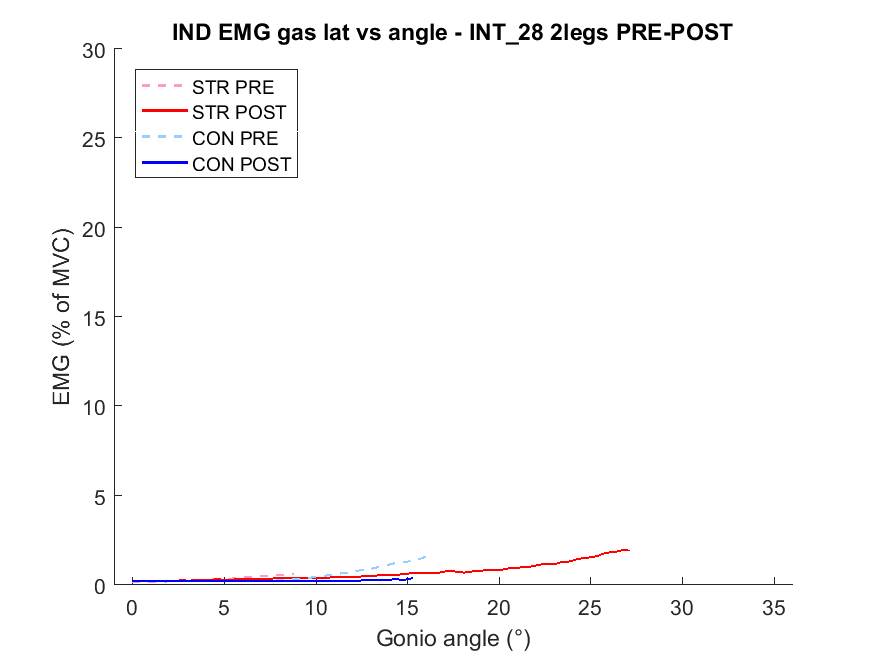 IND EMG gas lat vs angle - INT_28 2legs PRE-POST
30
25
20
15
10
5
0
EMG (% of MVC)
STR PRE
STR POST
CON PRE
CON POST
0 5 10 15 20 25 30 35
Gonio angle (°)